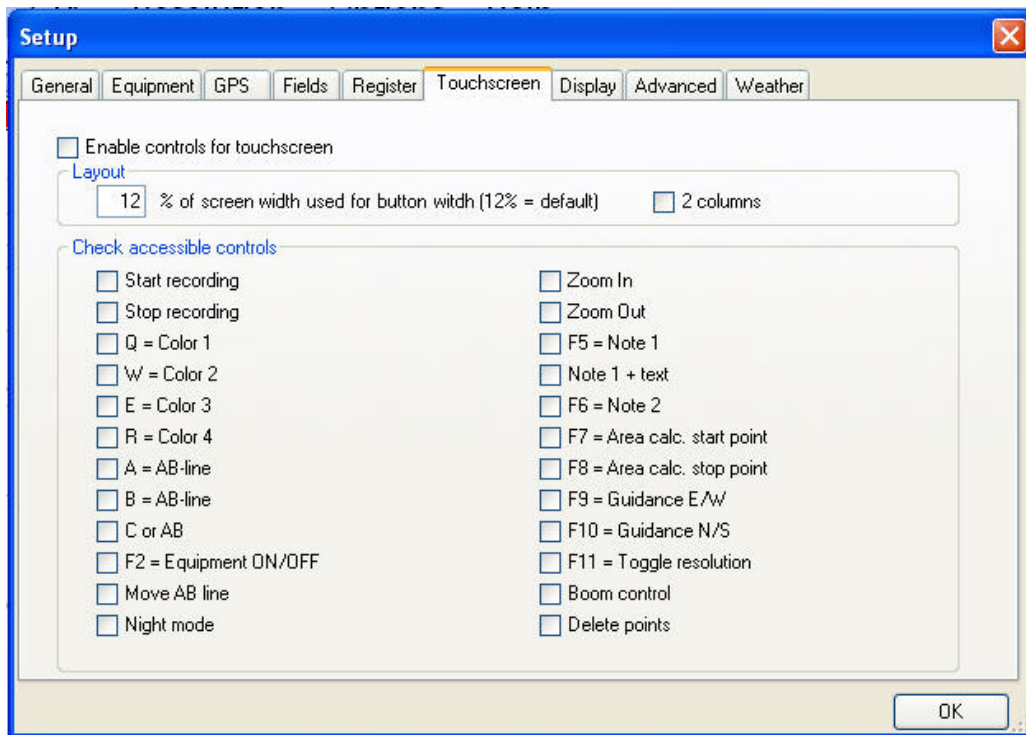 Setup
General Equipment GPS Fields Register Touchscreen Display Advanced Weather
Enable controls for touchscreen
Layout
12 % of screen width used for button witdh (12% = default) 2 columns
Check accessible controls
Start recording
Stop recording
Q = Color 1
W = Color 2
E = Color 3
R = Color 4
A = AB-line
B = AB-line
C or AB
F2 = Equipment ON/OFF
Move AB line
Night mode
Zoom In
Zoom Out
F5 = Note 1
Note 1 + text
F6 = Note 2
F7 = Area calc. start point
F8 = Area calc. stop point
F9 = Guidance E/W
F10 = Guidance N/S
F11 = Toggle resolution
Boom control
Delete points
OK